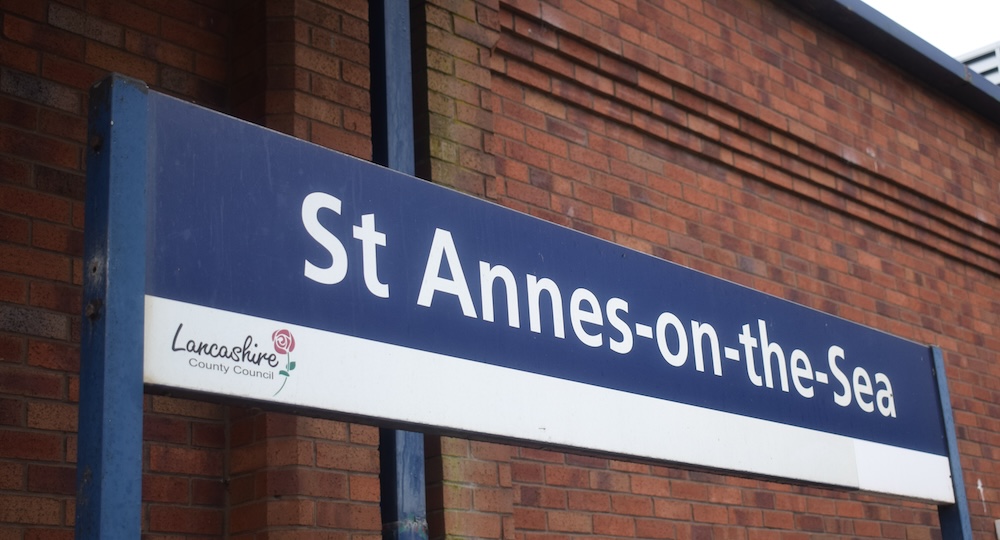 St Annes-on-the-Sea
Lancashire
County Council